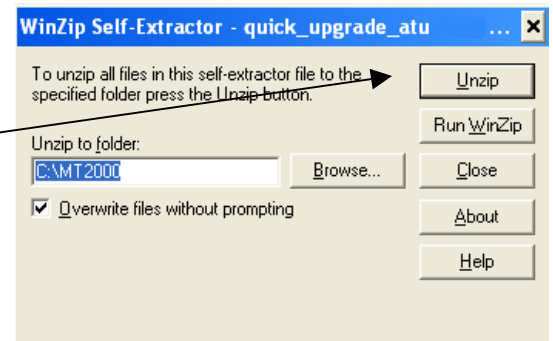 WinZip Self-Extractor - quick_upgrade_atu ...
To unzip all files in this self-extractor file to the
specified folder press the Unzip button.
Unzip
Run WinZip
Unzip to folder:
C:\MT2000
Browse...
Close
Overwrite files without prompting
About
Help